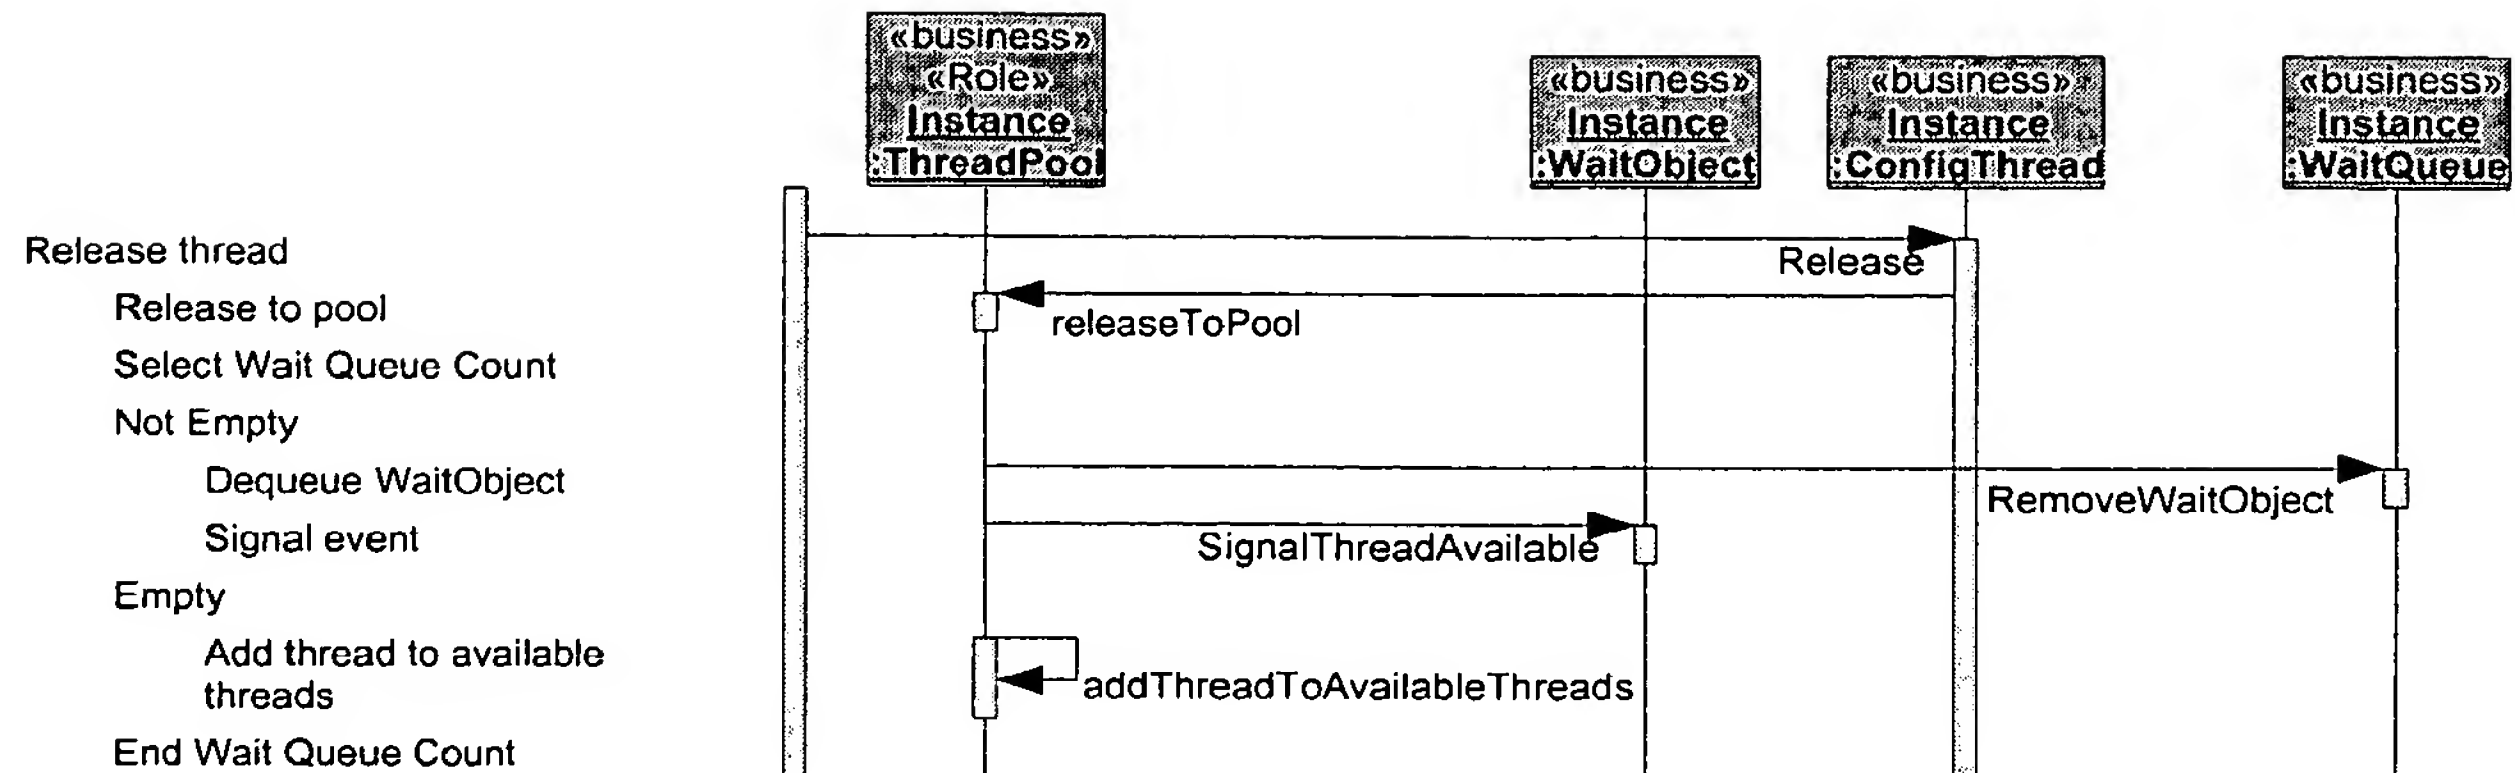 «business»
«Role»
Instance
:ThreadPool
«business»
Instance
:WaitObject
«business»
Instance
:ConfigThread
«business»
Instance
:WaitQueue
Release thread
Release
Release to pool
releaseToPool
Select Wait Queue Count
Not Empty
Dequeue WaitObject
RemoveWaitObject
Signal event
SignalThreadAvailable
Empty
Add thread to available
threads
addThreadToAvailableThreads
End Wait Queue Count